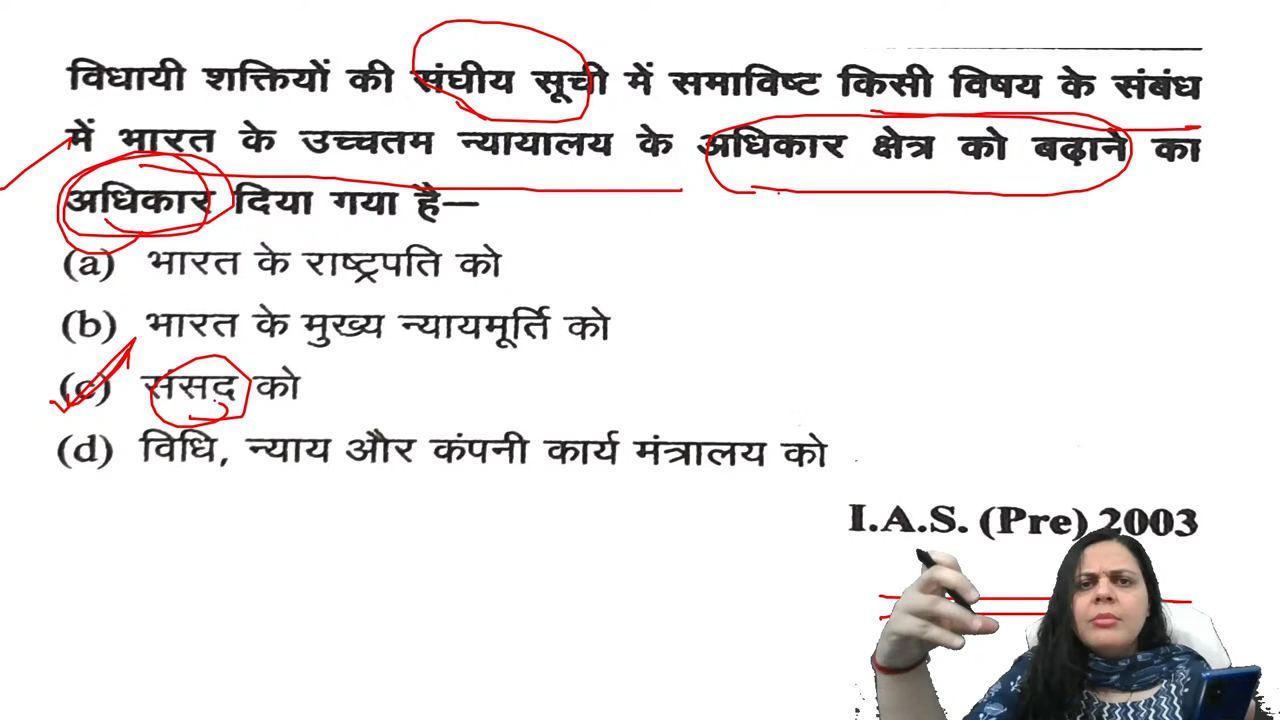 विधायी शक्तियों की संघीय सूची में समाविष्ट किसी विषय के संबंध
में भारत के उच्चतम न्यायालय के अधिकार क्षेत्र को बढ़ाने का
अधिकार दिया गया है—
(a) भारत के राष्ट्रपति को
(b) भारत के मुख्य न्यायमूर्ति को
(c) संसद को
(d) विधि, न्याय और कंपनी कार्य मंत्रालय को
I.A.S. (Pre) 2003